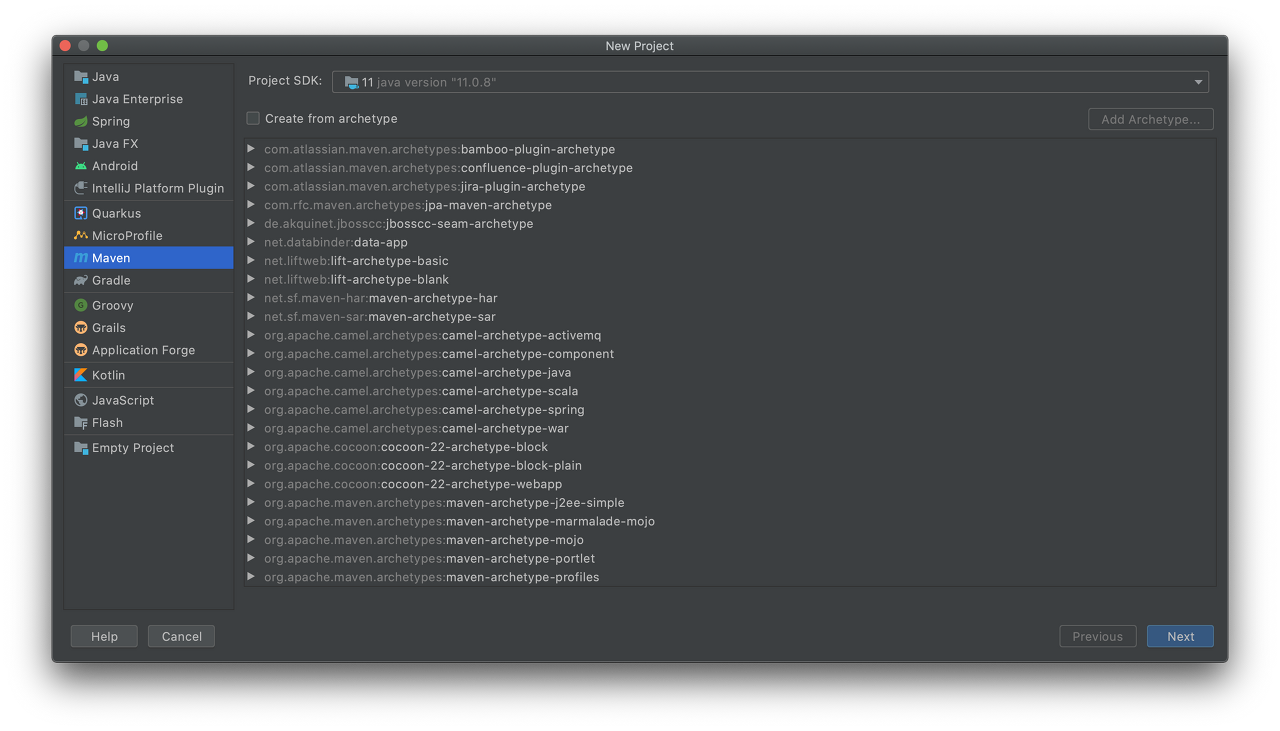 New Project
Java
Java Enterprise
Spring
Java FX
Android
IntelliJ Platform Plugin
Quarkus
MicroProfile
Maven
Gradle
Groovy
Grails
Application Forge
Kotlin
JavaScript
Flash
Empty Project
Project SDK: 11 java version "11.0.8"
Create from archetype
Add Archetype...
com.atlassian.maven.archetypes:bamboo-plugin-archetype
com.atlassian.maven.archetypes:confluence-plugin-archetype
com.atlassian.maven.archetypes:jira-plugin-archetype
com.rfc.maven.archetypes:jpa-maven-archetype
de.akquinet.jbosscc:jbosscc-seam-archetype
net.databinder:data-app
net.liftweb:lift-archetype-basic
net.liftweb:lift-archetype-blank
net.sf.maven-har:maven-archetype-har
net.sf.maven-sar:maven-archetype-sar
org.apache.camel.archetypes:camel-archetype-activemq
org.apache.camel.archetypes:camel-archetype-component
org.apache.camel.archetypes:camel-archetype-java
org.apache.camel.archetypes:camel-archetype-scala
org.apache.camel.archetypes:camel-archetype-spring
org.apache.camel.archetypes:camel-archetype-war
org.apache.cocoon:cocoon-22-archetype-block
org.apache.cocoon:cocoon-22-archetype-block-plain
org.apache.cocoon:cocoon-22-archetype-webapp
org.apache.maven.archetypes:maven-archetype-j2ee-simple
org.apache.maven.archetypes:maven-archetype-marmalade-mojo
org.apache.maven.archetypes:maven-archetype-mojo
org.apache.maven.archetypes:maven-archetype-portlet
org.apache.maven.archetypes:maven-archetype-profiles
Help Cancel Previous Next